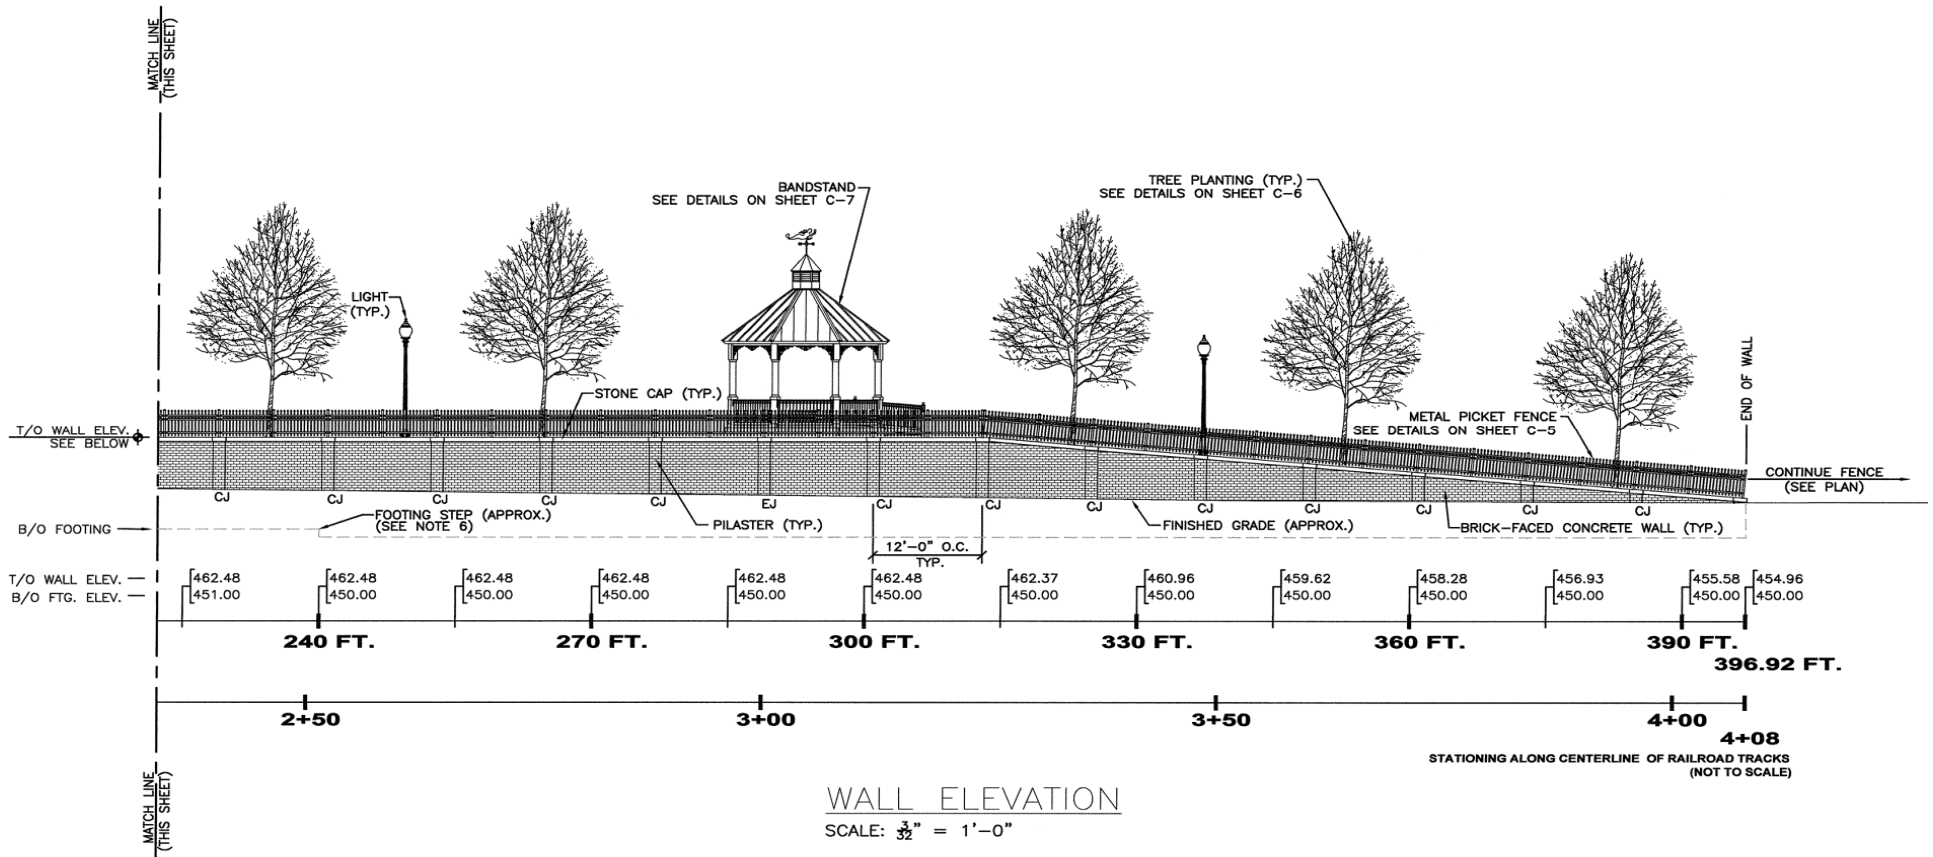 MATCH LINE
(THIS SHEET)
BANDSTAND
SEE DETAILS ON SHEET C-7
TREE PLANTING (TYP.)
SEE DETAILS ON SHEET C-6
LIGHT
(TYP.)
STONE CAP (TYP.)
END OF WALL
METAL PICKET FENCE
SEE DETAILS ON SHEET C-5
T/O WALL ELEV.
SEE BELOW
CONTINUE FENCE
(SEE PLAN)
CJ CJ CJ CJ CJ EJ CJ CJ CJ CJ CJ CJ CJ CJ
B/O FOOTING
FOOTING STEP (APPROX.)
(SEE NOTE 6)
PILASTER (TYP.)
FINISHED GRADE (APPROX.)
BRICK-FACED CONCRETE WALL (TYP.)
12'-0" O.C.
TYP.
T/O WALL ELEV. 462.48 462.48 462.48 462.48 462.48 462.48 462.37 460.96 459.62 458.28 456.93 455.58 454.96
B/O FTG. ELEV. 451.00 450.00 450.00 450.00 450.00 450.00 450.00 450.00 450.00 450.00 450.00 450.00 450.00
240 FT. 270 FT. 300 FT. 330 FT. 360 FT. 390 FT.
396.92 FT.
2+50 3+00 3+50 4+00
4+08
STATIONING ALONG CENTERLINE OF RAILROAD TRACKS
(NOT TO SCALE)
MATCH LINE
(THIS SHEET)
WALL ELEVATION
SCALE: 3/32" = 1'-0"